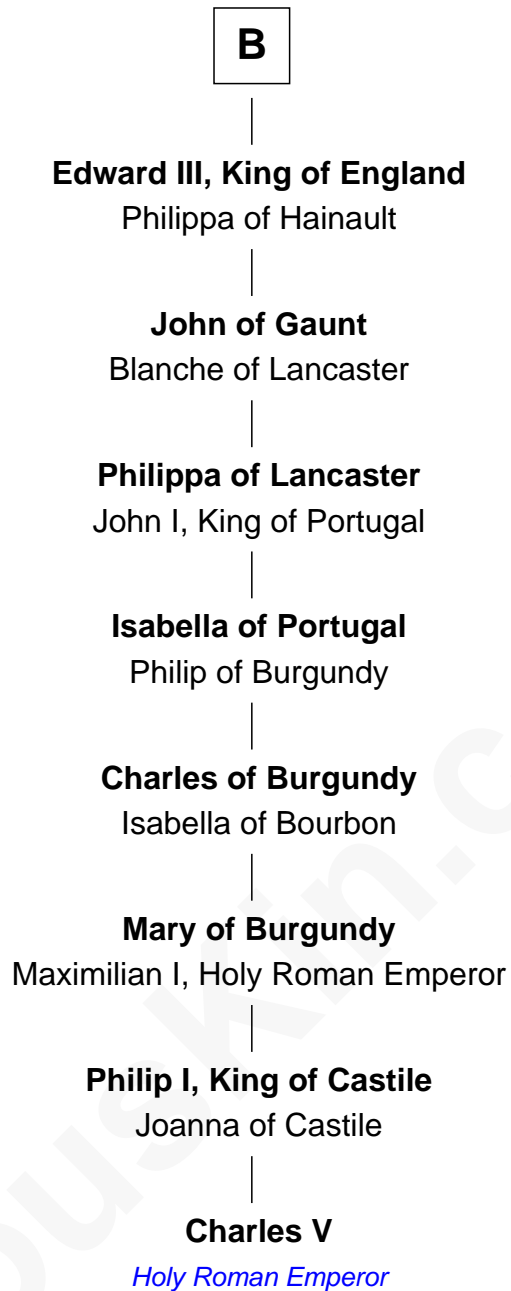 B
Edward III, King of England
Philippa of Hainault
John of Gaunt
Blanche of Lancaster
Philippa of Lancaster
John I, King of Portugal
Isabella of Portugal
Philip of Burgundy
Charles of Burgundy
Isabella of Bourbon
Mary of Burgundy
Maximilian I, Holy Roman Emperor
Philip I, King of Castile
Joanna of Castile
Charles V
Holy Roman Emperor